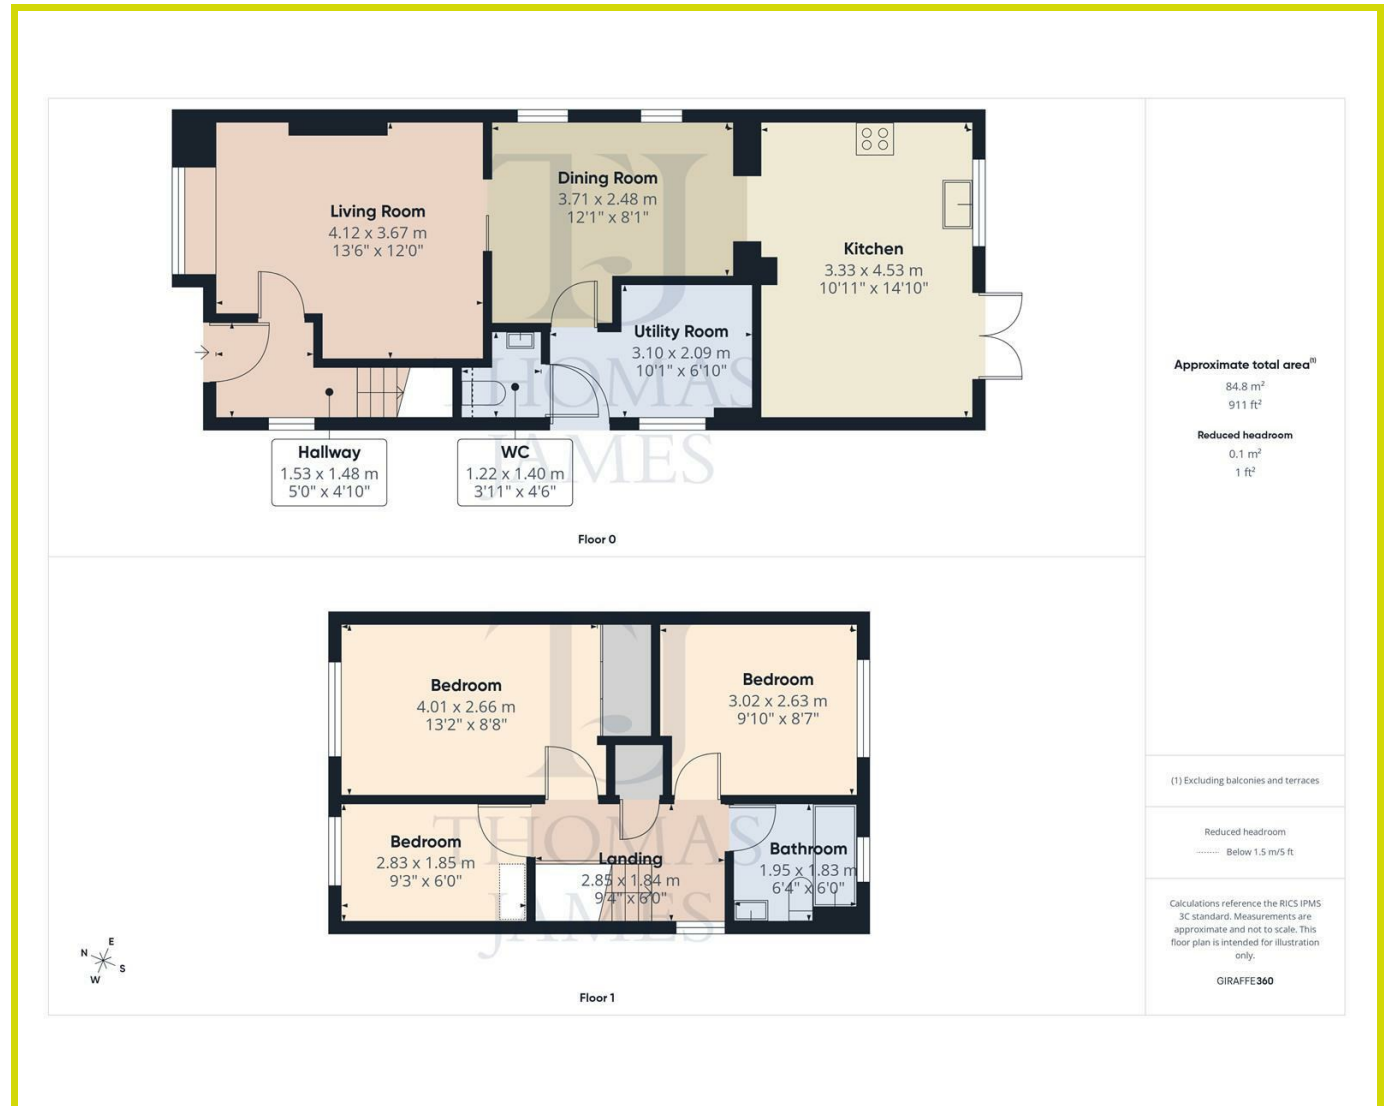 Living Room
4.12 x 3.67 m
13'6" x 12'0"
Dining Room
3.71 x 2.48 m
12'1" x 8'1"
Kitchen
3.33 x 4.53 m
10'11" x 14'10"
Utility Room
3.10 x 2.09 m
10'1" x 6'10"
Hallway
1.53 x 1.48 m
5'0" x 4'10"
WC
1.22 x 1.40 m
3'11" x 4'6"
TJ
THOMAS
JAMES
Floor 0
Bedroom
4.01 x 2.66 m
13'2" x 8'8"
Bedroom
3.02 x 2.63 m
9'10" x 8'7"
Bedroom
2.83 x 1.85 m
9'3" x 6'0"
Landing
2.85 x 1.84 m
9'4" x 6'0"
Bathroom
1.95 x 1.83 m
6'4" x 6'0"
TJ
THOMAS
JAMES
N E
W S
Floor 1
Approximate total area(1)
84.8 m²
911 ft²
Reduced headroom
0.1 m²
1 ft²
(1) Excluding balconies and terraces
Reduced headroom
Below 1.5 m/5 ft
Calculations reference the RICS IPMS
3C standard. Measurements are
approximate and not to scale. This
floor plan is intended for illustration
only.
GIRAFFE360